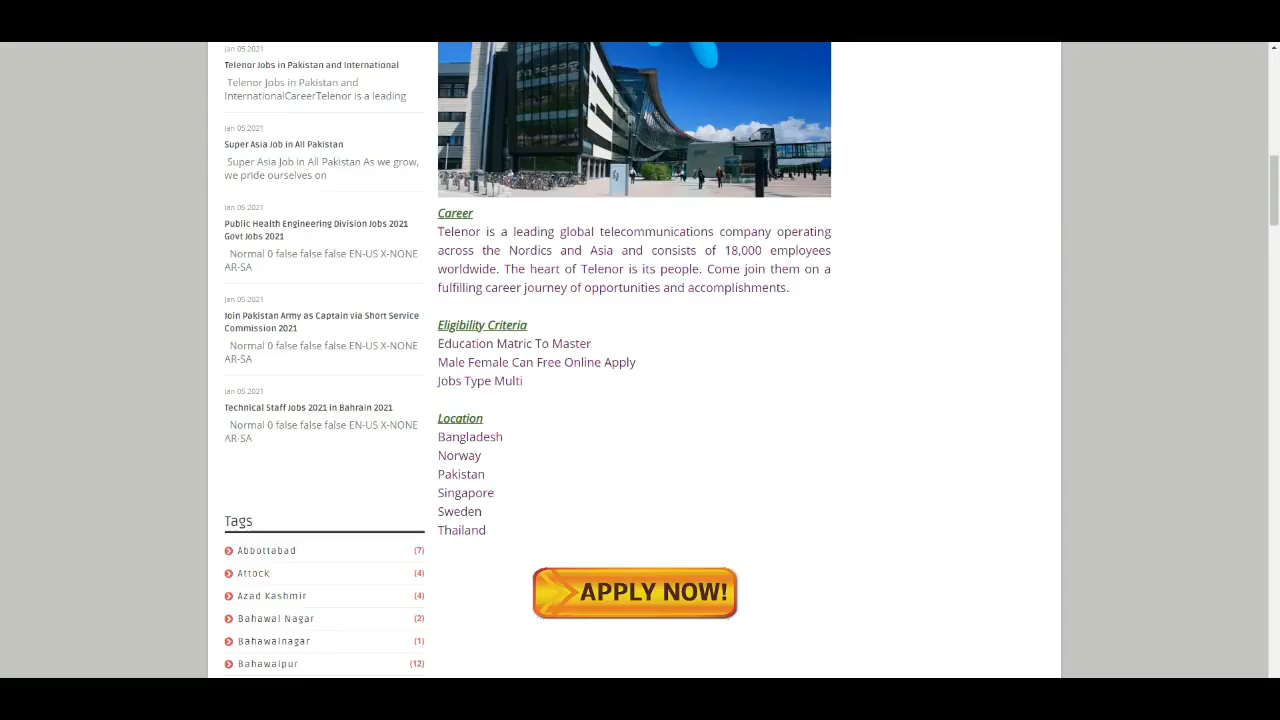 Jan 05 2021
Telenor Jobs in Pakistan and International
Telenor Jobs in Pakistan and
InternationalCareerTelenor is a leading
Jan 05 2021
Super Asia Job in All Pakistan
Super Asia Job in All Pakistan As we grow,
we pride ourselves on
Jan 05 2021
Public Health Engineering Division Jobs 2021
Govt Jobs 2021
Normal 0 false false false EN-US X-NONE
AR-SA
Jan 05 2021
Join Pakistan Army as Captain via Short Service
Commission 2021
Normal 0 false false false EN-US X-NONE
AR-SA
Jan 05 2021
Technical Staff Jobs 2021 in Bahrain 2021
Normal 0 false false false EN-US X-NONE
AR-SA
Tags
Abbottabad (7)
Attock (4)
Azad Kashmir (4)
Bahawal Nagar (2)
Bahawalnagar (1)
Bahawalpur (12)
Career
Telenor is a leading global telecommunications company operating
across the Nordics and Asia and consists of 18,000 employees
worldwide. The heart of Telenor is its people. Come join them on a
fulfilling career journey of opportunities and accomplishments.
Eligibility Criteria
Education Matric To Master
Male Female Can Free Online Apply
Jobs Type Multi
Location
Bangladesh
Norway
Pakistan
Singapore
Sweden
Thailand
APPLY NOW!